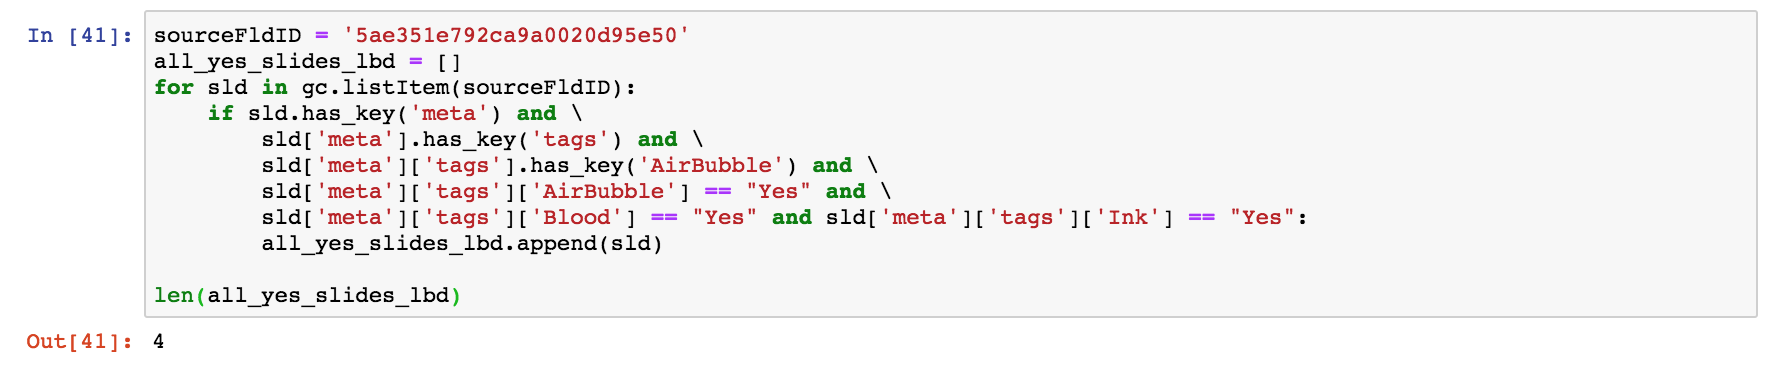 In [41]: sourceFldID = '5ae351e792ca9a0020d95e50'
all_yes_slides_lbd = []
for sld in gc.listItem(sourceFldID):
    if sld.has_key('meta') and \
        sld['meta'].has_key('tags') and \
        sld['meta']['tags'].has_key('AirBubble') and \
        sld['meta']['tags']['AirBubble'] == "Yes" and \
        sld['meta']['tags']['Blood'] == "Yes" and sld['meta']['tags']['Ink'] == "Yes":
        all_yes_slides_lbd.append(sld)
len(all_yes_slides_lbd)
Out[41]: 4